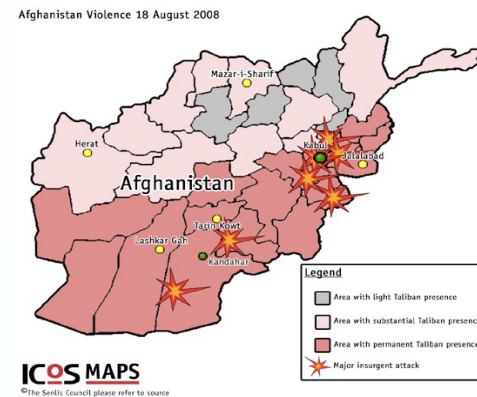 Afghanistan Violence 18 August 2008
Mazar-i-Sharif
Herat
Kabul
Jalalabad
Afghanistan
Tarin Kowt
Lashkar Gah
Kandahar
Legend
Area with light Taliban presence
Area with substantial Taliban presence
Area with permanent Taliban presence
Major insurgent attack
ICOS MAPS
©The Senlis Council please refer to source